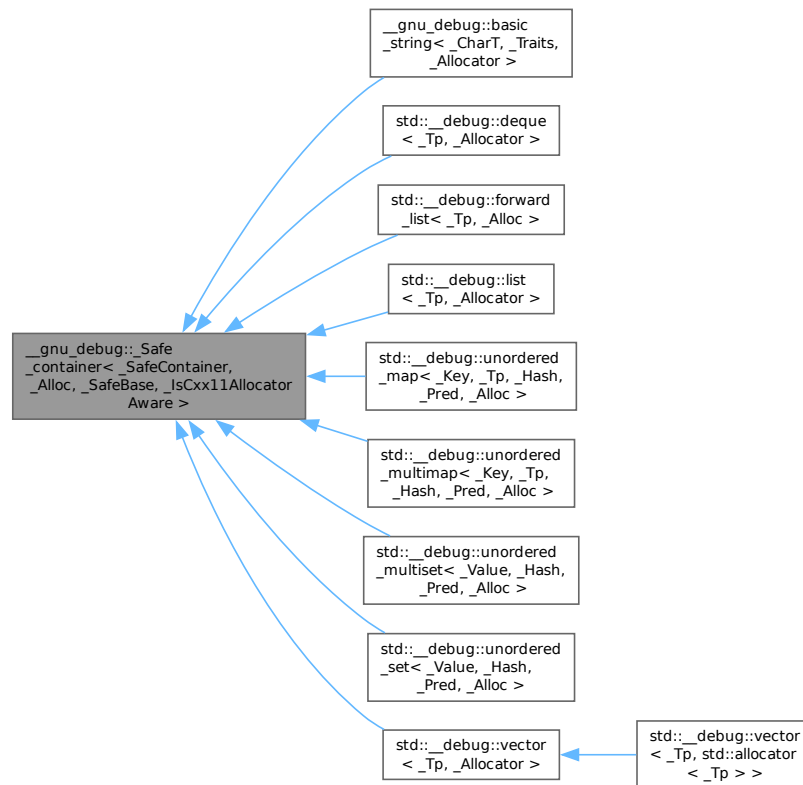 __gnu_debug::basic
_string< _CharT, _Traits,
_Allocator >
std::__debug::deque
< _Tp, _Allocator >
std::__debug::forward
_list< _Tp, _Alloc >
std::__debug::list
< _Tp, _Allocator >
__gnu_debug::_Safe
_container< _SafeContainer,
_Alloc, _SafeBase, _IsCxx11Allocator
Aware >
std::__debug::unordered
_map< _Key, _Tp, _Hash,
_Pred, _Alloc >
std::__debug::unordered
_multimap< _Key, _Tp,
_Hash, _Pred, _Alloc >
std::__debug::unordered
_multiset< _Value, _Hash,
_Pred, _Alloc >
std::__debug::unordered
_set< _Value, _Hash,
_Pred, _Alloc >
std::__debug::vector
< _Tp, _Allocator >
std::__debug::vector
< _Tp, std::allocator
< _Tp > >